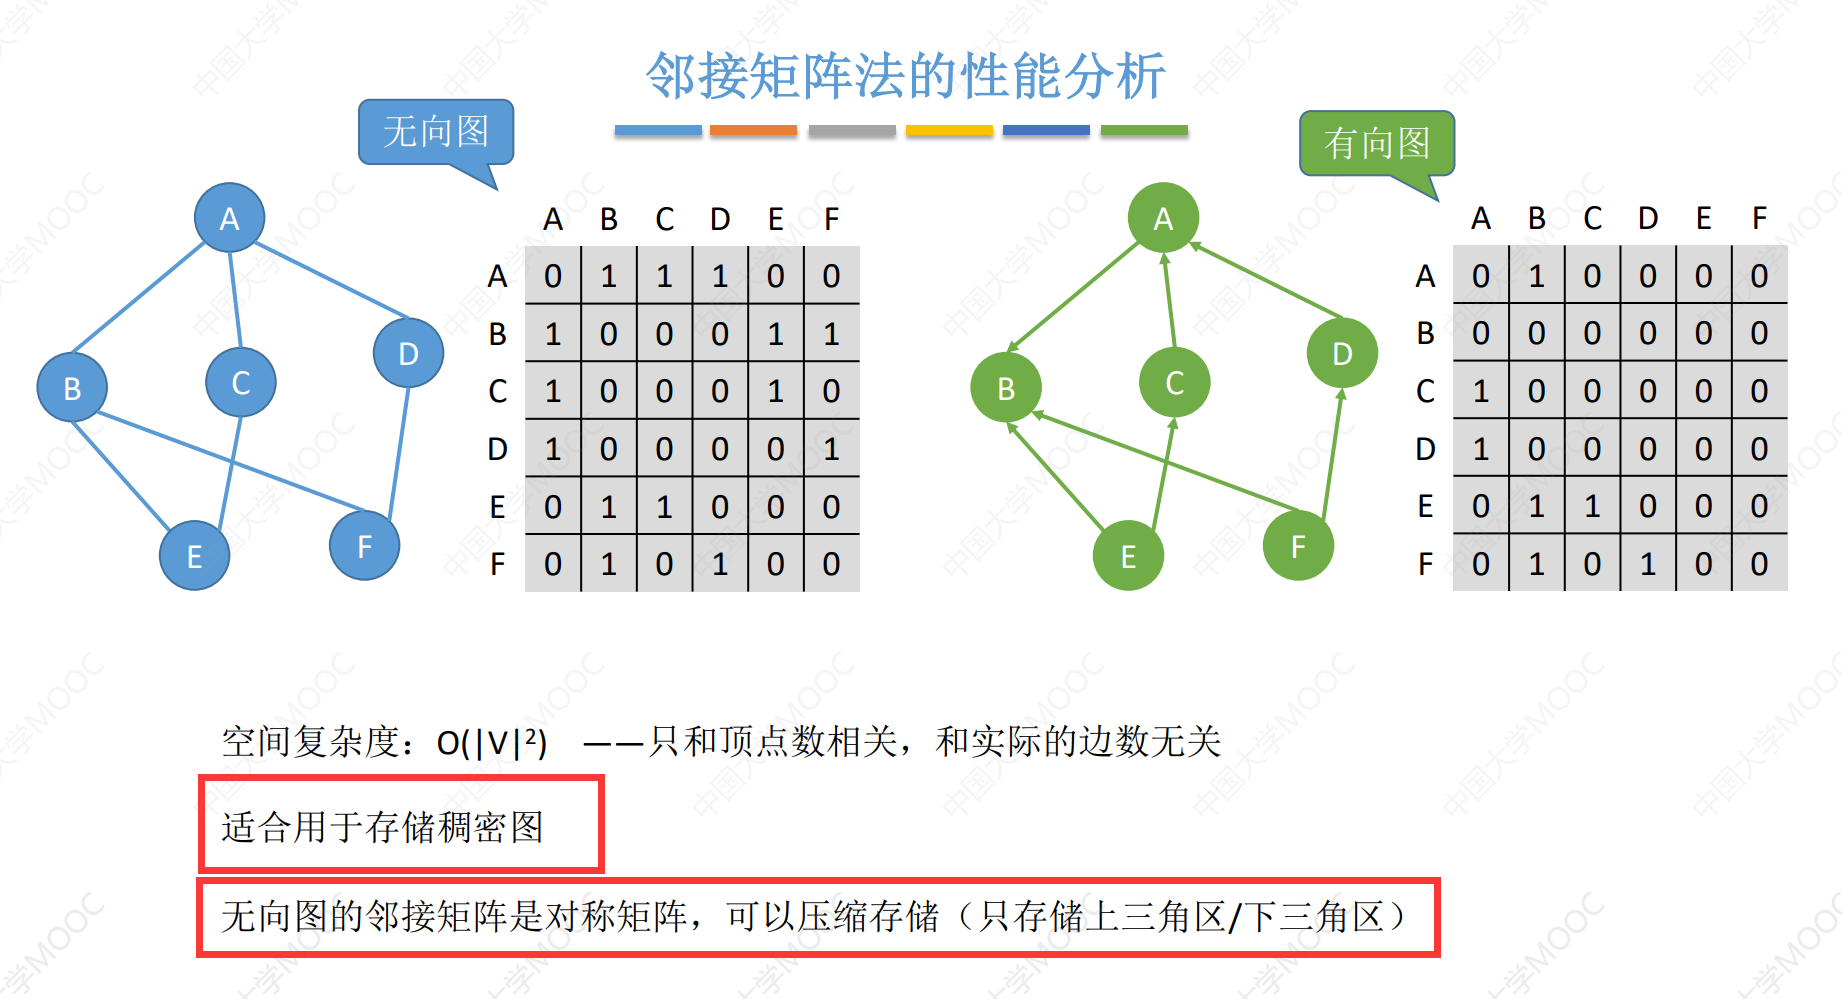 邻接矩阵法的性能分析
无向图
有向图
A
B
C
D
E
F
A B C D E F
A 0 1 1 1 0 0
B 1 0 0 0 1 1
C 1 0 0 0 1 0
D 1 0 0 0 0 1
E 0 1 1 0 0 0
F 0 1 0 1 0 0
A
B
C
D
E
F
A B C D E F
A 0 1 0 0 0 0
B 0 0 0 0 0 0
C 1 0 0 0 0 0
D 1 0 0 0 0 0
E 0 1 1 0 0 0
F 0 1 0 1 0 0
空间复杂度：O(|V|²) ——只和顶点数相关，和实际的边数无关
适合用于存储稠密图
无向图的邻接矩阵是对称矩阵，可以压缩存储（只存储上三角区/下三角区）
中国大学MOOC